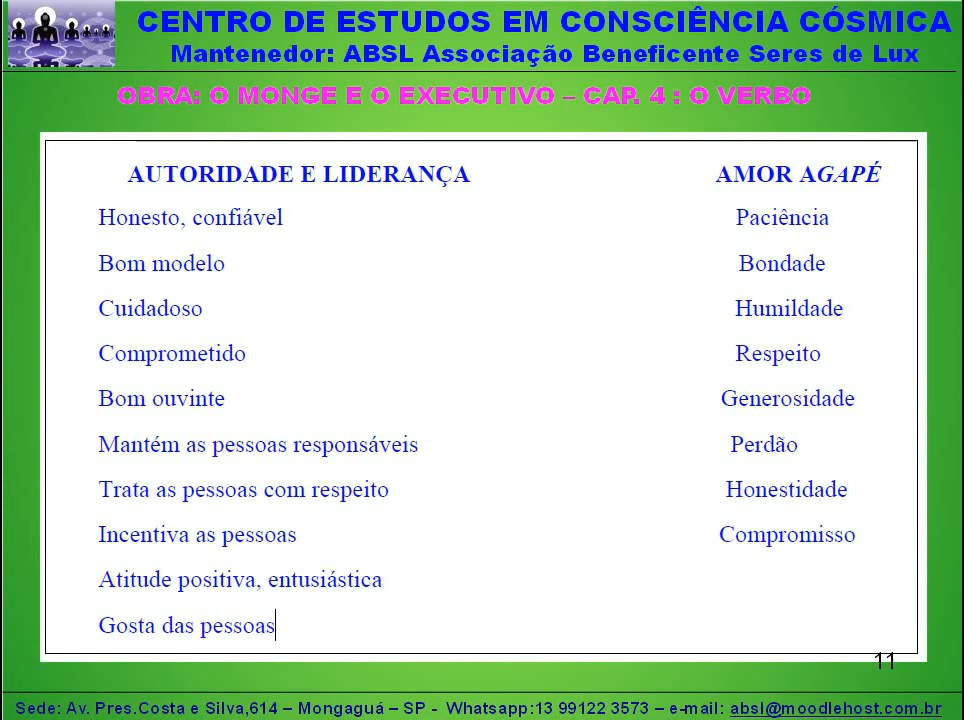 CENTRO DE ESTUDOS EM CONSCIÊNCIA CÓSMICA
Mantenedor: ABSL Associação Beneficente Seres de Lux
OBRA: O MONGE E O EXECUTIVO – CAP. 4 : O VERBO
AUTORIDADE E LIDERANÇA AMOR AGAPÉ
Honesto, confiável Paciência
Bom modelo Bondade
Cuidadoso Humildade
Comprometido Respeito
Bom ouvinte Generosidade
Mantém as pessoas responsáveis Perdão
Trata as pessoas com respeito Honestidade
Incentiva as pessoas Compromisso
Atitude positiva, entusiástica
Gosta das pessoas
11
Sede: Av. Pres.Costa e Silva,614 – Mongaguá – SP - Whatsapp:13 99122 3573 – e-mail: absl@moodlehost.com.br